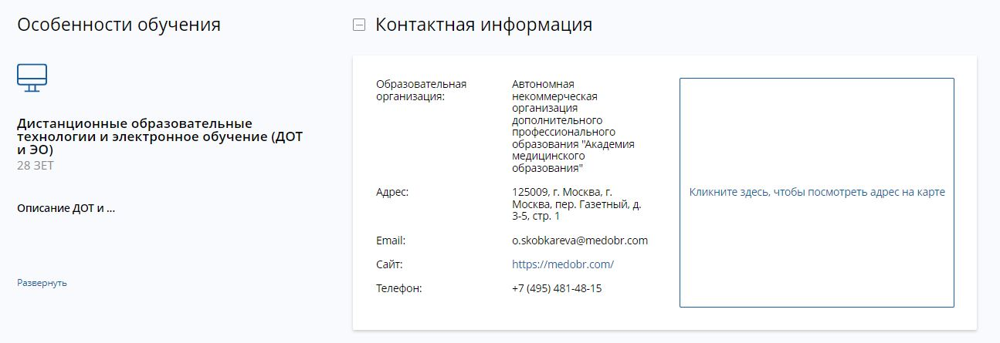 Особенности обучения
Дистанционные образовательные
технологии и электронное обучение (ДОТ
и ЭО)
28 ЗЕТ
Описание ДОТ и ...
Развернуть
Контактная информация
Образовательная
организация:
Автономная
некоммерческая
организация
дополнительного
профессионального
образования "Академия
медицинского
образования"
Адрес:
125009, г. Москва, г.
Москва, пер. Газетный, д.
3-5, стр. 1
Email:
o.skobkareva@medobr.com
Сайт:
https://medobr.com/
Телефон:
+7 (495) 481-48-15
Кликните здесь, чтобы посмотреть адрес на карте